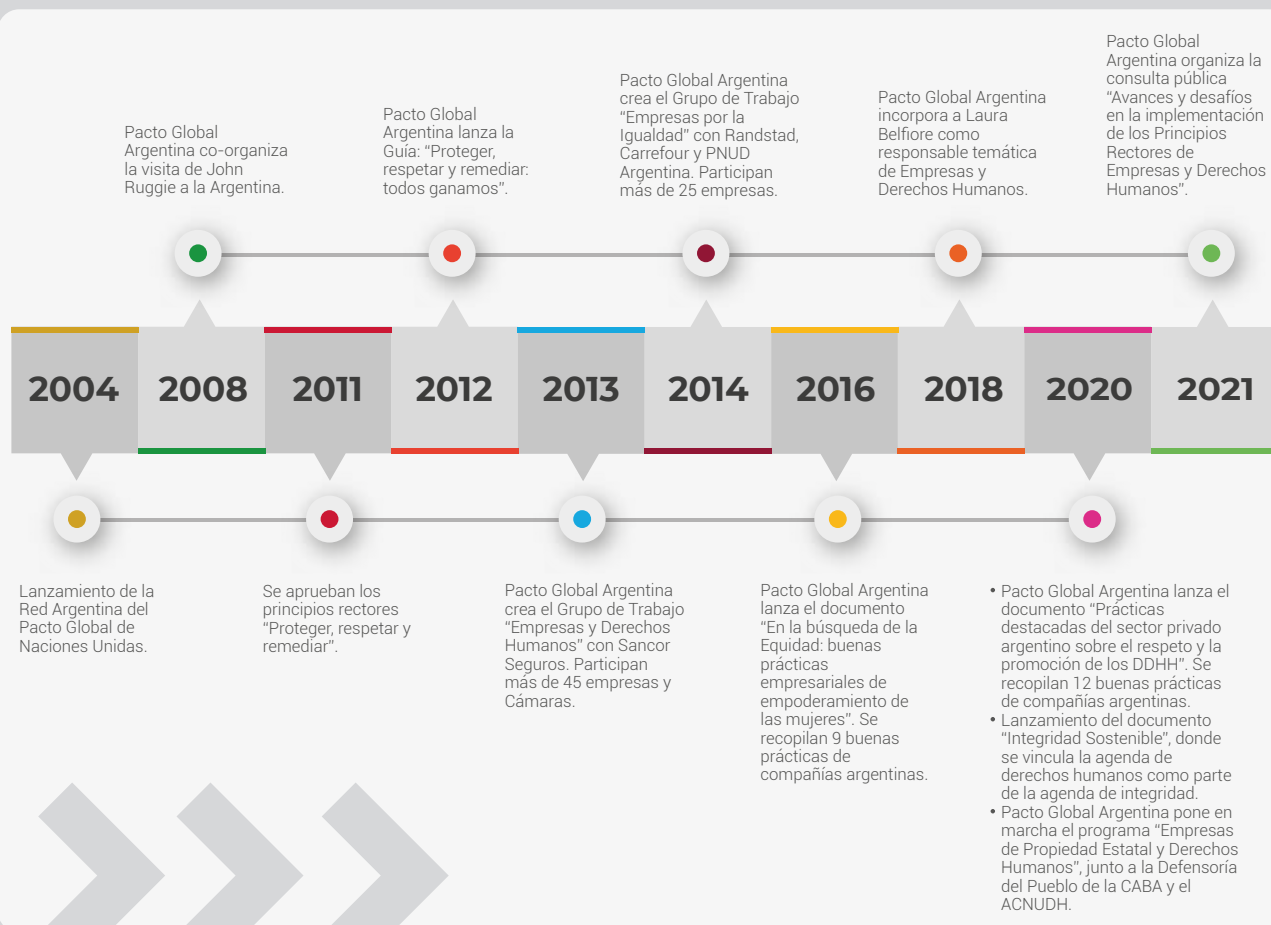 Pacto Global
Argentina co-organiza
la visita de John
Ruggie a la Argentina.
Pacto Global
Argentina lanza la
Guía: “Proteger,
respetar y remediar:
todos ganamos”.
Pacto Global Argentina
crea el Grupo de Trabajo
“Empresas por la
Igualdad” con Randstad,
Carrefour y PNUD
Argentina. Participan
más de 25 empresas.
Pacto Global Argentina
incorpora a Laura
Belfiore como
responsable temática
de Empresas y
Derechos Humanos.
Pacto Global
Argentina organiza la
consulta pública
“Avances y desafíos
en la implementación
de los Principios
Rectores de
Empresas y Derechos
Humanos”.
2004 2008 2011 2012 2013 2014 2016 2018 2020 2021
Lanzamiento de la
Red Argentina del
Pacto Global de
Naciones Unidas.
Se aprueban los
principios rectores
“Proteger, respetar y
remediar”.
Pacto Global Argentina
crea el Grupo de Trabajo
“Empresas y Derechos
Humanos” con Sancor
Seguros. Participan
más de 45 empresas y
Cámaras.
Pacto Global Argentina
lanza el documento
“En la búsqueda de la
Equidad: buenas
prácticas
empresariales de
empoderamiento de
las mujeres”. Se
recopilan 9 buenas
prácticas de
compañías argentinas.
• Pacto Global Argentina lanza el
documento “Prácticas
destacadas del sector privado
argentino sobre el respeto y la
promoción de los DDHH”. Se
recopilan 12 buenas prácticas
de compañías argentinas.
• Lanzamiento del documento
“Integridad Sostenible”, donde
se vincula la agenda de
derechos humanos como parte
de la agenda de integridad.
• Pacto Global Argentina pone en
marcha el programa “Empresas
de Propiedad Estatal y Derechos
Humanos”, junto a la Defensoría
del Pueblo de la CABA y el
ACNUDH.